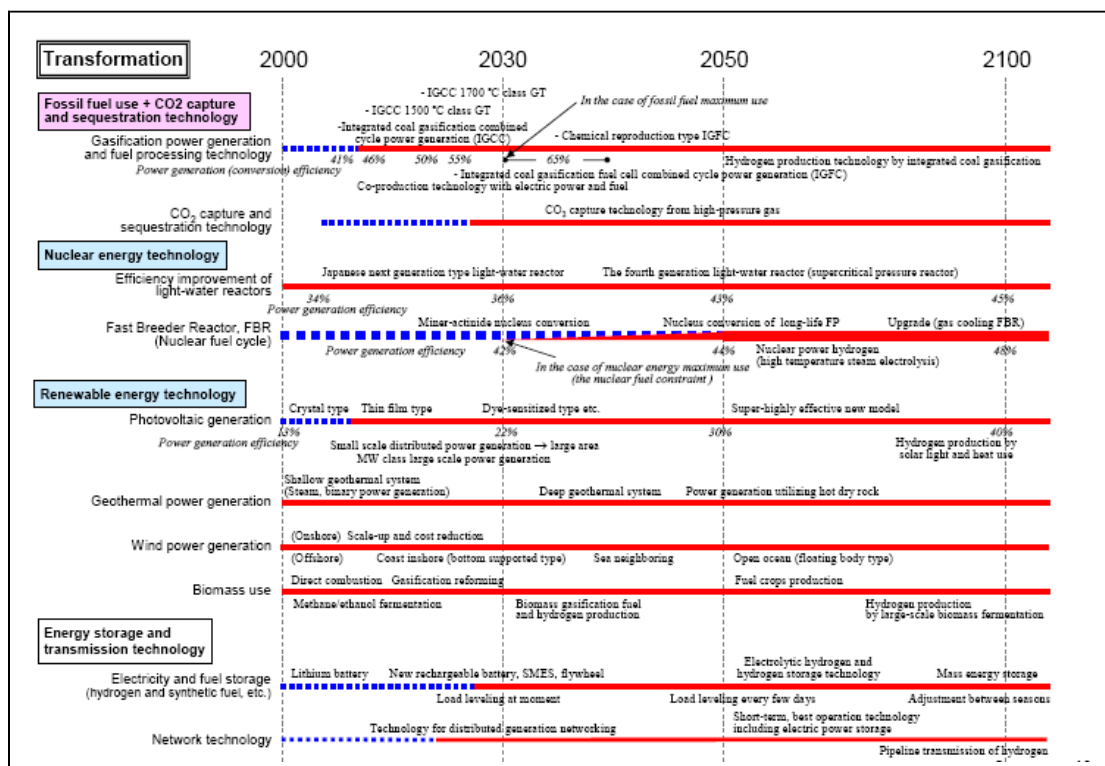 Transformation
2000 2030 2050 2100
Fossil fuel use + CO2 capture
and sequestration technology
- IGCC 1700 °C class GT
- IGCC 1500 °C class GT
In the case of fossil fuel maximum use
-Integrated coal gasification combined
cycle power generation (IGCC)
- Chemical reproduction type IGFC
Gasification power generation
and fuel processing technology
41% 46% 50% 55% 65%
Hydrogen production technology by integrated coal gasification
Power generation (conversion) efficiency
- Integrated coal gasification fuel cell combined cycle power generation (IGFC)
Co-production technology with electric power and fuel
CO2 capture and
sequestration technology
CO2 capture technology from high-pressure gas
Nuclear energy technology
Efficiency improvement of
light-water reactors
Japanese next generation type light-water reactor
The fourth generation light-water reactor (supercritical pressure reactor)
34% 36% 43% 45%
Power generation efficiency
Fast Breeder Reactor, FBR
(Nuclear fuel cycle)
Miner-actinide nucleus conversion
Nucleus conversion of long-life FP
Upgrade (gas cooling FBR)
Power generation efficiency
42% 44% 48%
Nuclear power hydrogen
(high temperature steam electrolysis)
In the case of nuclear energy maximum use
(the nuclear fuel constraint )
Renewable energy technology
Photovoltaic generation
Crystal type Thin film type Dye-sensitized type etc. Super-highly effective new model
13% 22% 30% 40%
Power generation efficiency
Small scale distributed power generation → large area
MW class large scale power generation
Hydrogen production by
solar light and heat use
Geothermal power generation
Shallow geothermal system
(Steam, binary power generation)
Deep geothermal system
Power generation utilizing hot dry rock
Wind power generation
(Onshore) Scale-up and cost reduction
(Offshore) Coast inshore (bottom supported type) Sea neighboring Open ocean (floating body type)
Biomass use
Direct combustion Gasification reforming Fuel crops production
Methane/ethanol fermentation
Biomass gasification fuel
and hydrogen production
Hydrogen production
by large-scale biomass fermentation
Energy storage and
transmission technology
Electricity and fuel storage
(hydrogen and synthetic fuel, etc.)
Lithium battery New rechargeable battery, SMES, flywheel
Electrolytic hydrogen and
hydrogen storage technology
Mass energy storage
Load leveling at moment Load leveling every few days Adjustment between seasons
Network technology
Technology for distributed generation networking
Short-term, best operation technology
including electric power storage
Pipeline transmission of hydrogen